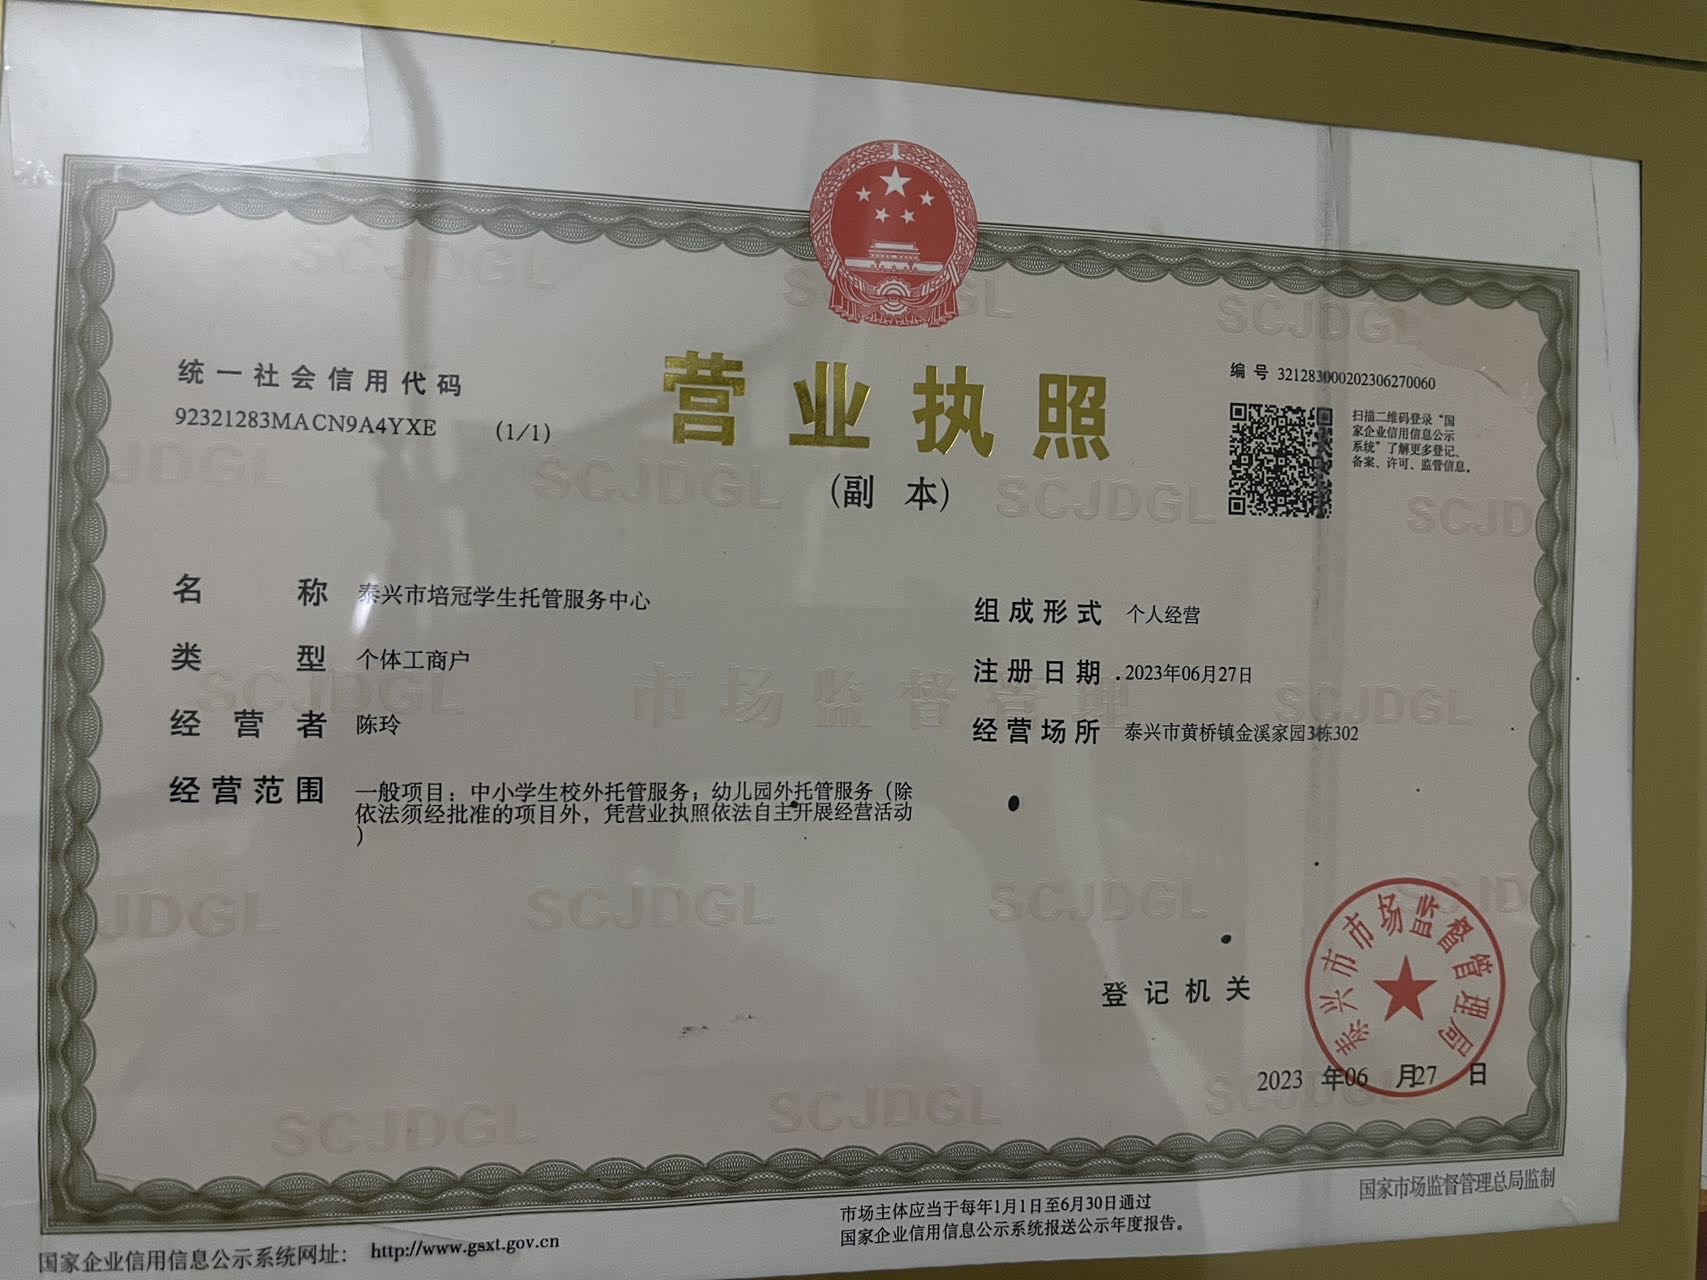 统一社会信用代码
92321283MACN9A4YXE (1/1)
营业执照
(副 本)
编 号 321283000202306270060
扫描二维码登录“国
家企业信用信息公示
系统”了解更多登记、
备案、许可、监管信息。
名 称 泰兴市培冠学生托管服务中心
类 型 个体工商户
经 营 者 陈玲
经 营 范 围 一般项目：中小学生校外托管服务；幼儿园外托管服务（除
依法须经批准的项目外，凭营业执照依法自主开展经营活动
）
组 成 形 式 个人经营
注 册 日 期 2023年06月27日
经 营 场 所 泰兴市黄桥镇金溪家园3栋302
SCJDGL
市场监督管理
登 记 机 关
泰兴市市场监督管理局
2023 年06 月27 日
国家企业信用信息公示系统网址： http://www.gsxt.gov.cn
市场主体应当于每年1月1日至6月30日通过
国家企业信用信息公示系统报送公示年度报告。
国家市场监督管理总局监制